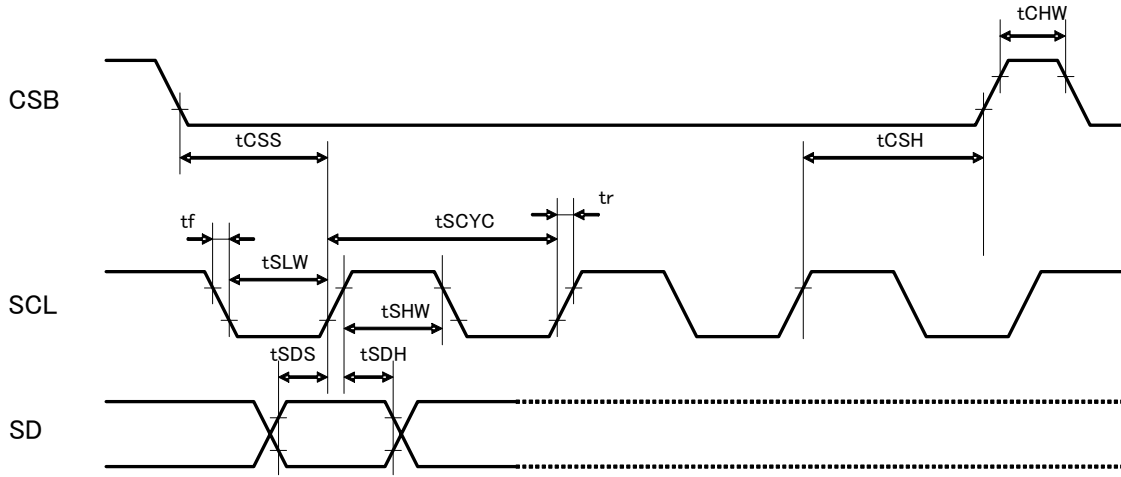 tCHW
CSB
tCSS
tCSH
tf
tSCYC
tr
tSLW
SCL
tSHW
tSDS
tSDH
SD